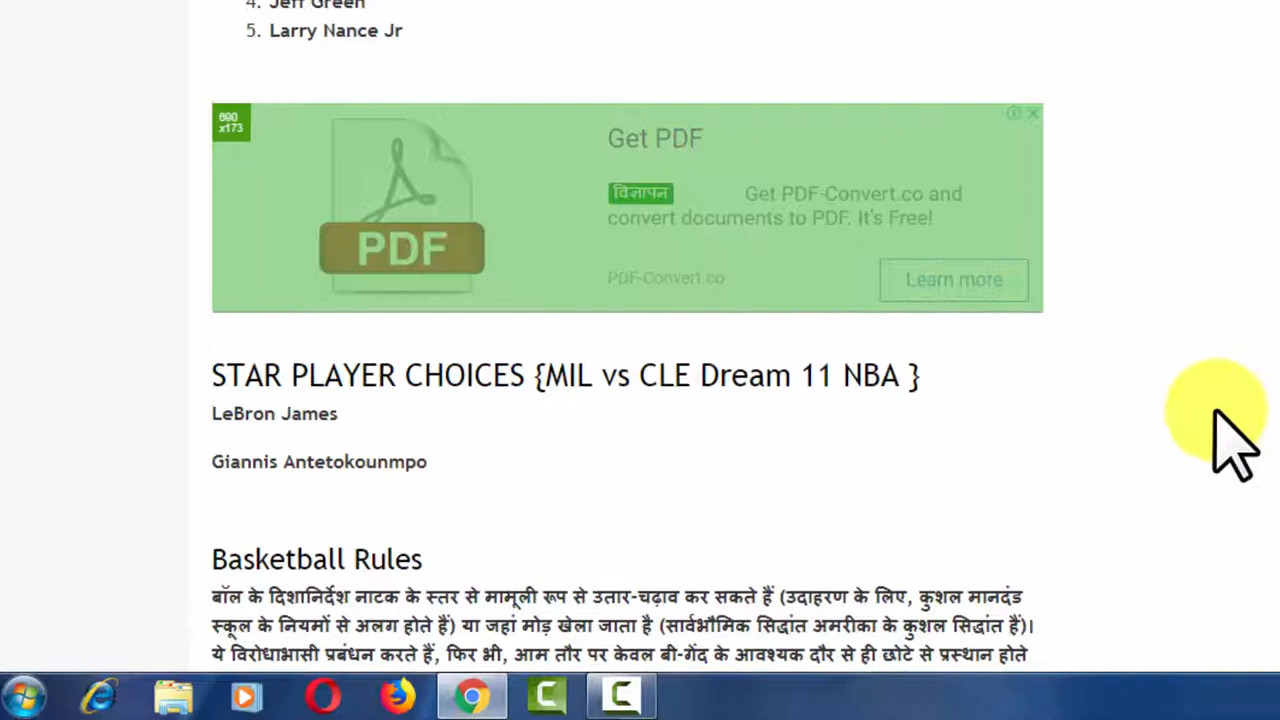 4. Jeff Green
5. Larry Nance Jr
690
x173
Get PDF
विज्ञापन Get PDF-Convert.co and
convert documents to PDF. It's Free!
PDF
PDF-Convert.co
Learn more
STAR PLAYER CHOICES {MIL vs CLE Dream 11 NBA }
LeBron James
Giannis Antetokounmpo
Basketball Rules
बॉल के दिशानिर्देश नाटक के स्तर से मामूली रूप से उतार-चढ़ाव कर सकते हैं (उदाहरण के लिए, कुशल मानदंड
स्कूल के नियमों से अलग होते हैं) या जहां मोड़ खेला जाता है (सार्वभौमिक सिद्धांत अमरीका के कुशल सिद्धांत हैं)।
ये विरोधाभासी प्रबंधन करते हैं, फिर भी, आम तौर पर केवल बी-गेंद के आवश्यक दौर से ही छोटे से प्रस्थान होते